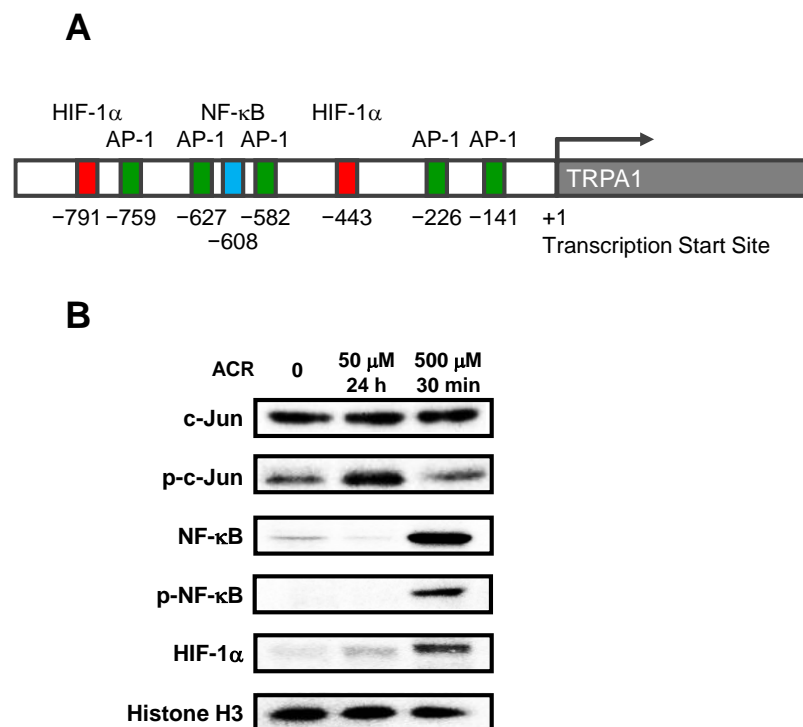 A
HIF-1α NF-κB HIF-1α
AP-1 AP-1 AP-1 AP-1 AP-1
TRPA1
−791 −759 −627 −582 −443 −226 −141 +1
−608 Transcription Start Site
B
ACR 0 50 μM 500 μM
24 h 30 min
c-Jun
p-c-Jun
NF-κB
p-NF-κB
HIF-1α
Histone H3